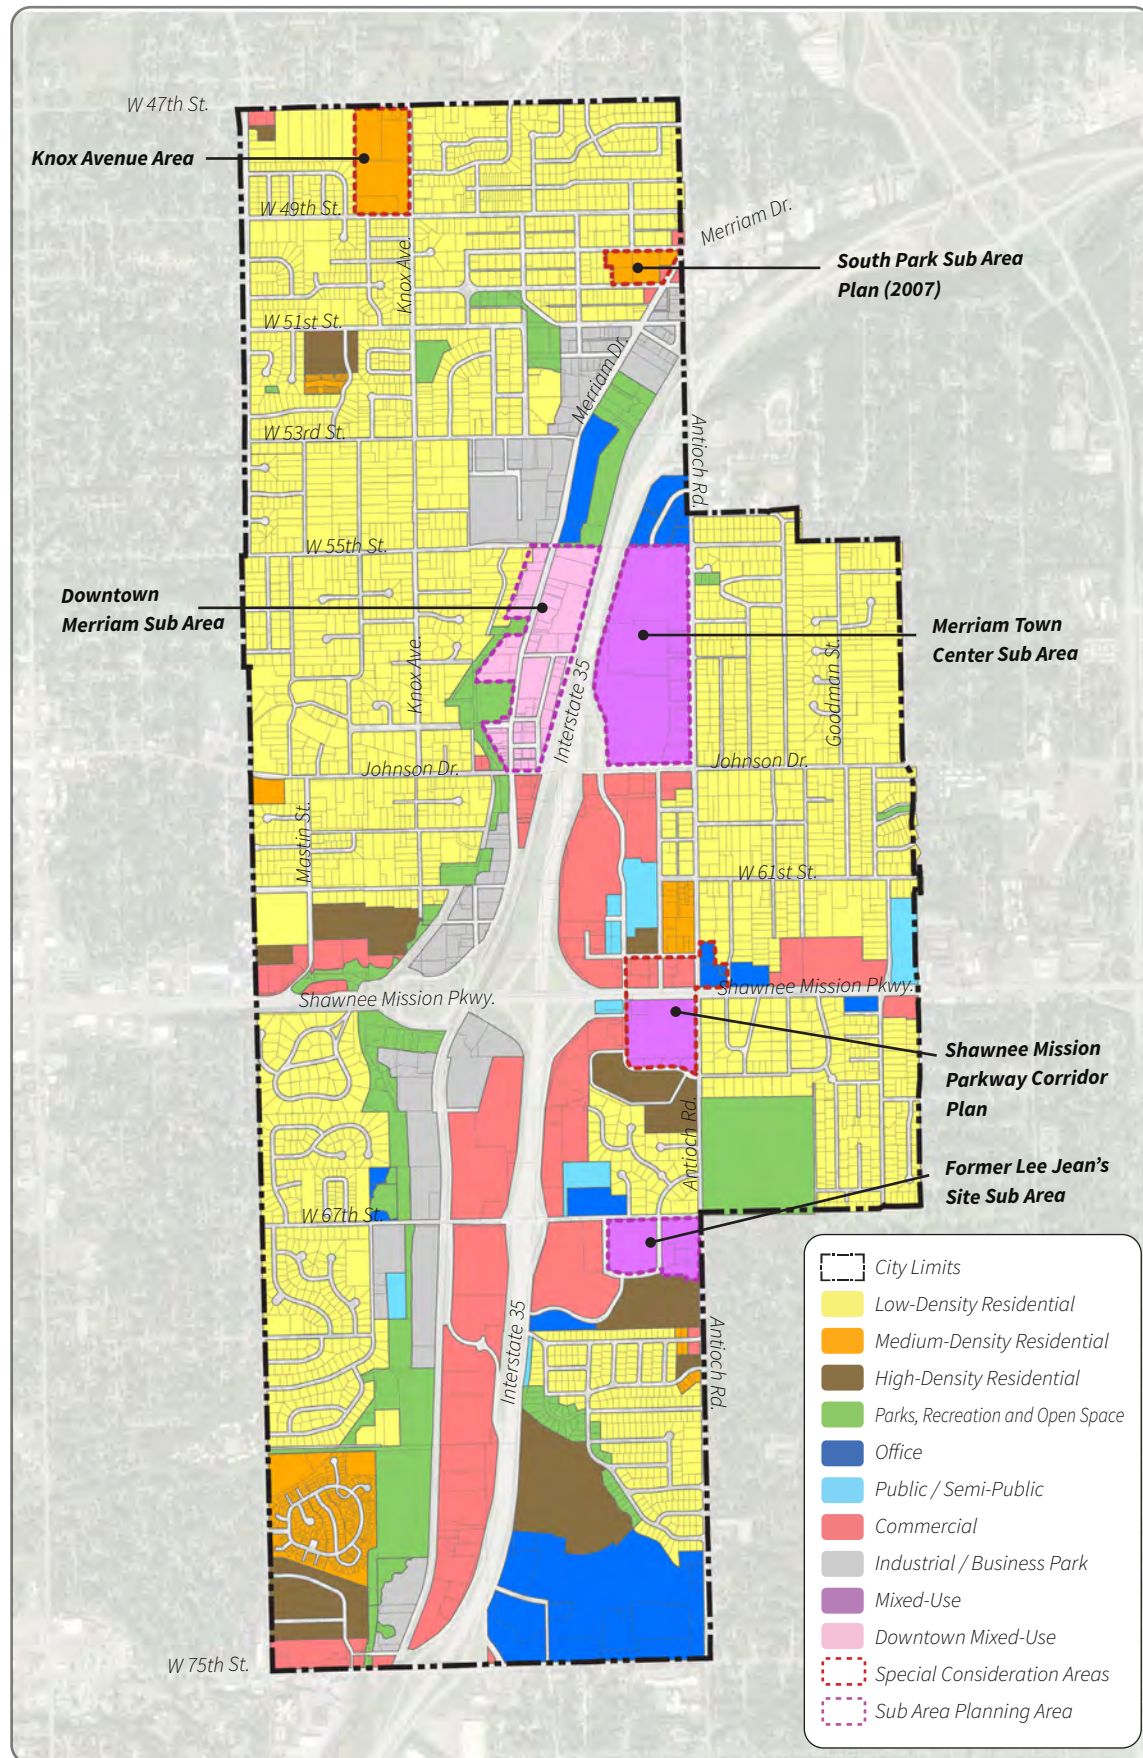 W 47th St.
Knox Avenue Area
W 49th St.
Merriam Dr.
Knox Ave.
South Park Sub Area
Plan (2007)
W 51st St.
Merriam Dr.
W 53rd St.
Antioch Rd.
W 55th St.
Downtown
Merriam Sub Area
Merriam Town
Center Sub Area
Knox Ave.
Goodman St.
Interstate 35
Johnson Dr.
Johnson Dr.
Mastin St.
W 61st St.
Shawnee Mission Pkwy.
Shawnee Mission Pkwy.
Shawnee Mission
Parkway Corridor
Plan
Antioch Rd.
Former Lee Jean's
Site Sub Area
W 67th St.
Interstate 35
Antioch Rd.
W 75th St.
City Limits
Low-Density Residential
Medium-Density Residential
High-Density Residential
Parks, Recreation and Open Space
Office
Public / Semi-Public
Commercial
Industrial / Business Park
Mixed-Use
Downtown Mixed-Use
Special Consideration Areas
Sub Area Planning Area